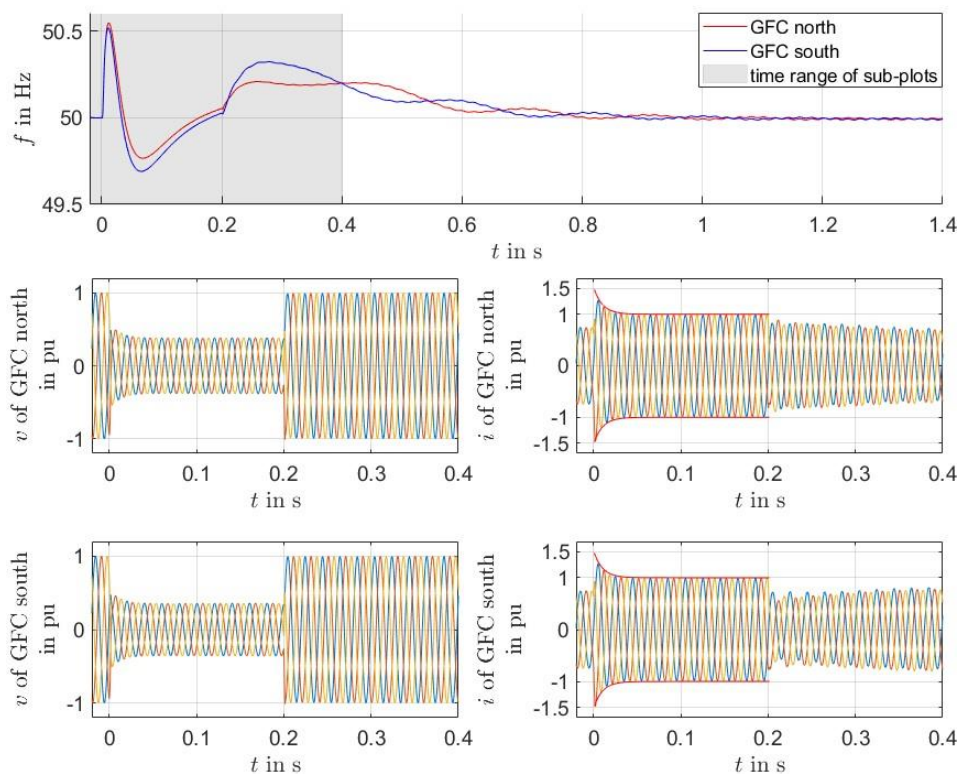 GFC north
GFC south
time range of sub-plots
f in Hz
50.5
50
49.5
0 0.2 0.4 0.6 0.8 1 1.2 1.4
t in s
v of GFC north
in pu
1
0
-1
0 0.1 0.2 0.3 0.4
t in s
i of GFC north
in pu
1.5
1
0
-1
-1.5
0 0.1 0.2 0.3 0.4
t in s
v of GFC south
in pu
1
0
-1
0 0.1 0.2 0.3 0.4
t in s
i of GFC south
in pu
1.5
1
0
-1
-1.5
0 0.1 0.2 0.3 0.4
t in s